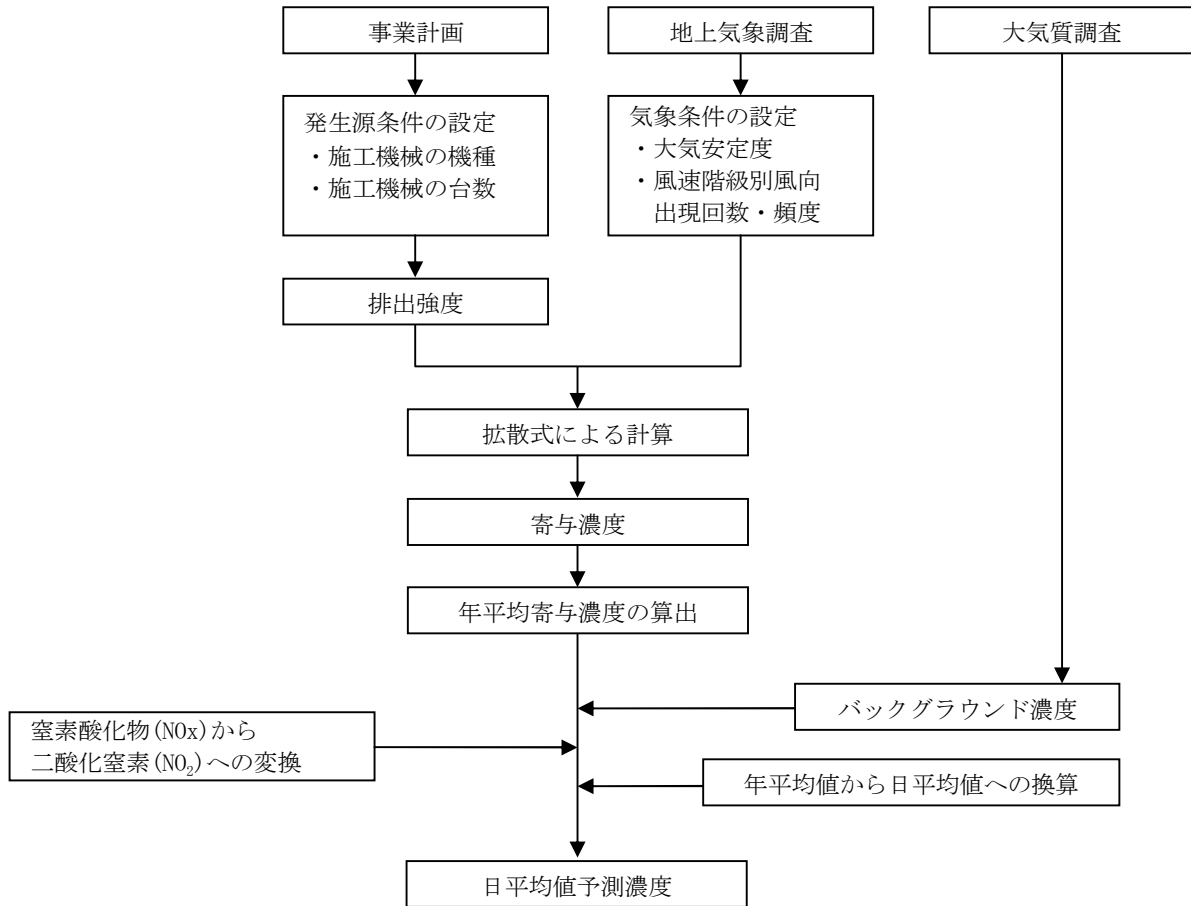 事業計画
地上気象調査
大気質調査
発生源条件の設定
・施工機械の機種
・施工機械の台数
気象条件の設定
・大気安定度
・風速階級別風向
出現回数・頻度
排出強度
拡散式による計算
寄与濃度
年平均寄与濃度の算出
バックグラウンド濃度
窒素酸化物(NOx)から
二酸化窒素(NO₂)への変換
年平均値から日平均値への換算
日平均値予測濃度